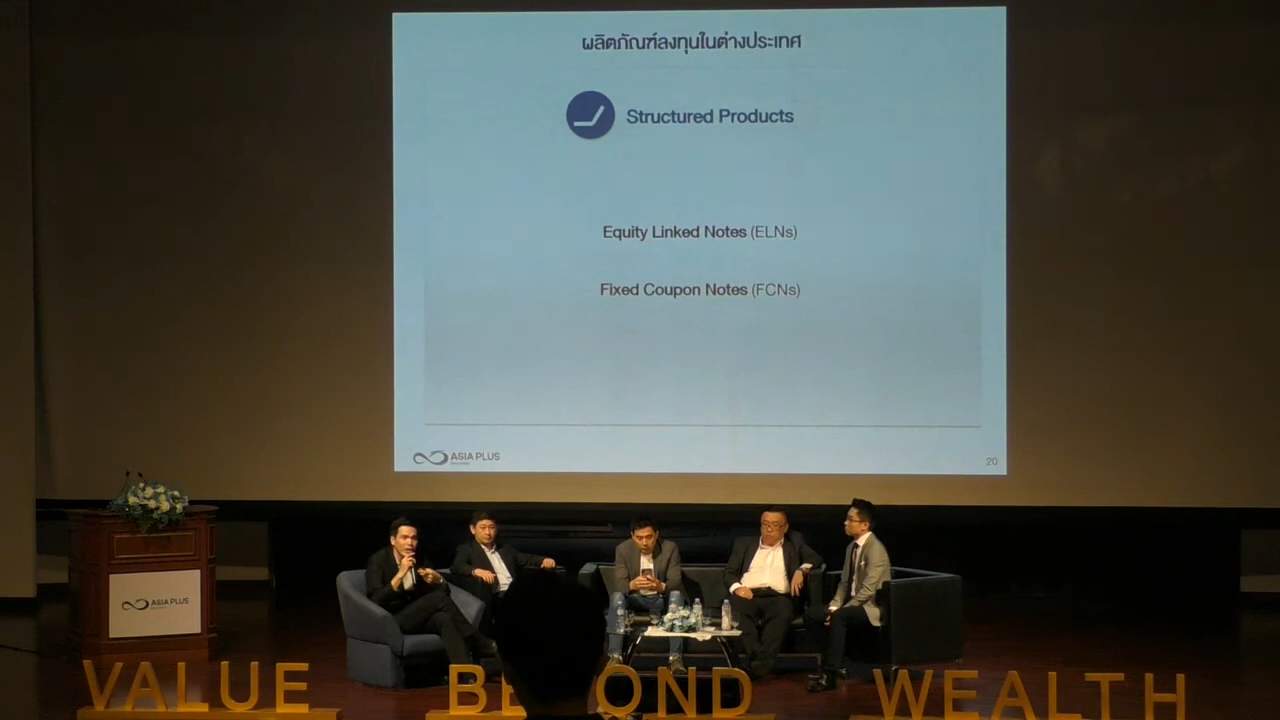 ผลิตภัณฑ์ลงทุนในต่างประเทศ
Structured Products
Equity Linked Notes (ELNs)
Fixed Coupon Notes (FCNs)
ASIA PLUS
20
ASIA PLUS
VALUE BE OND WEALTH